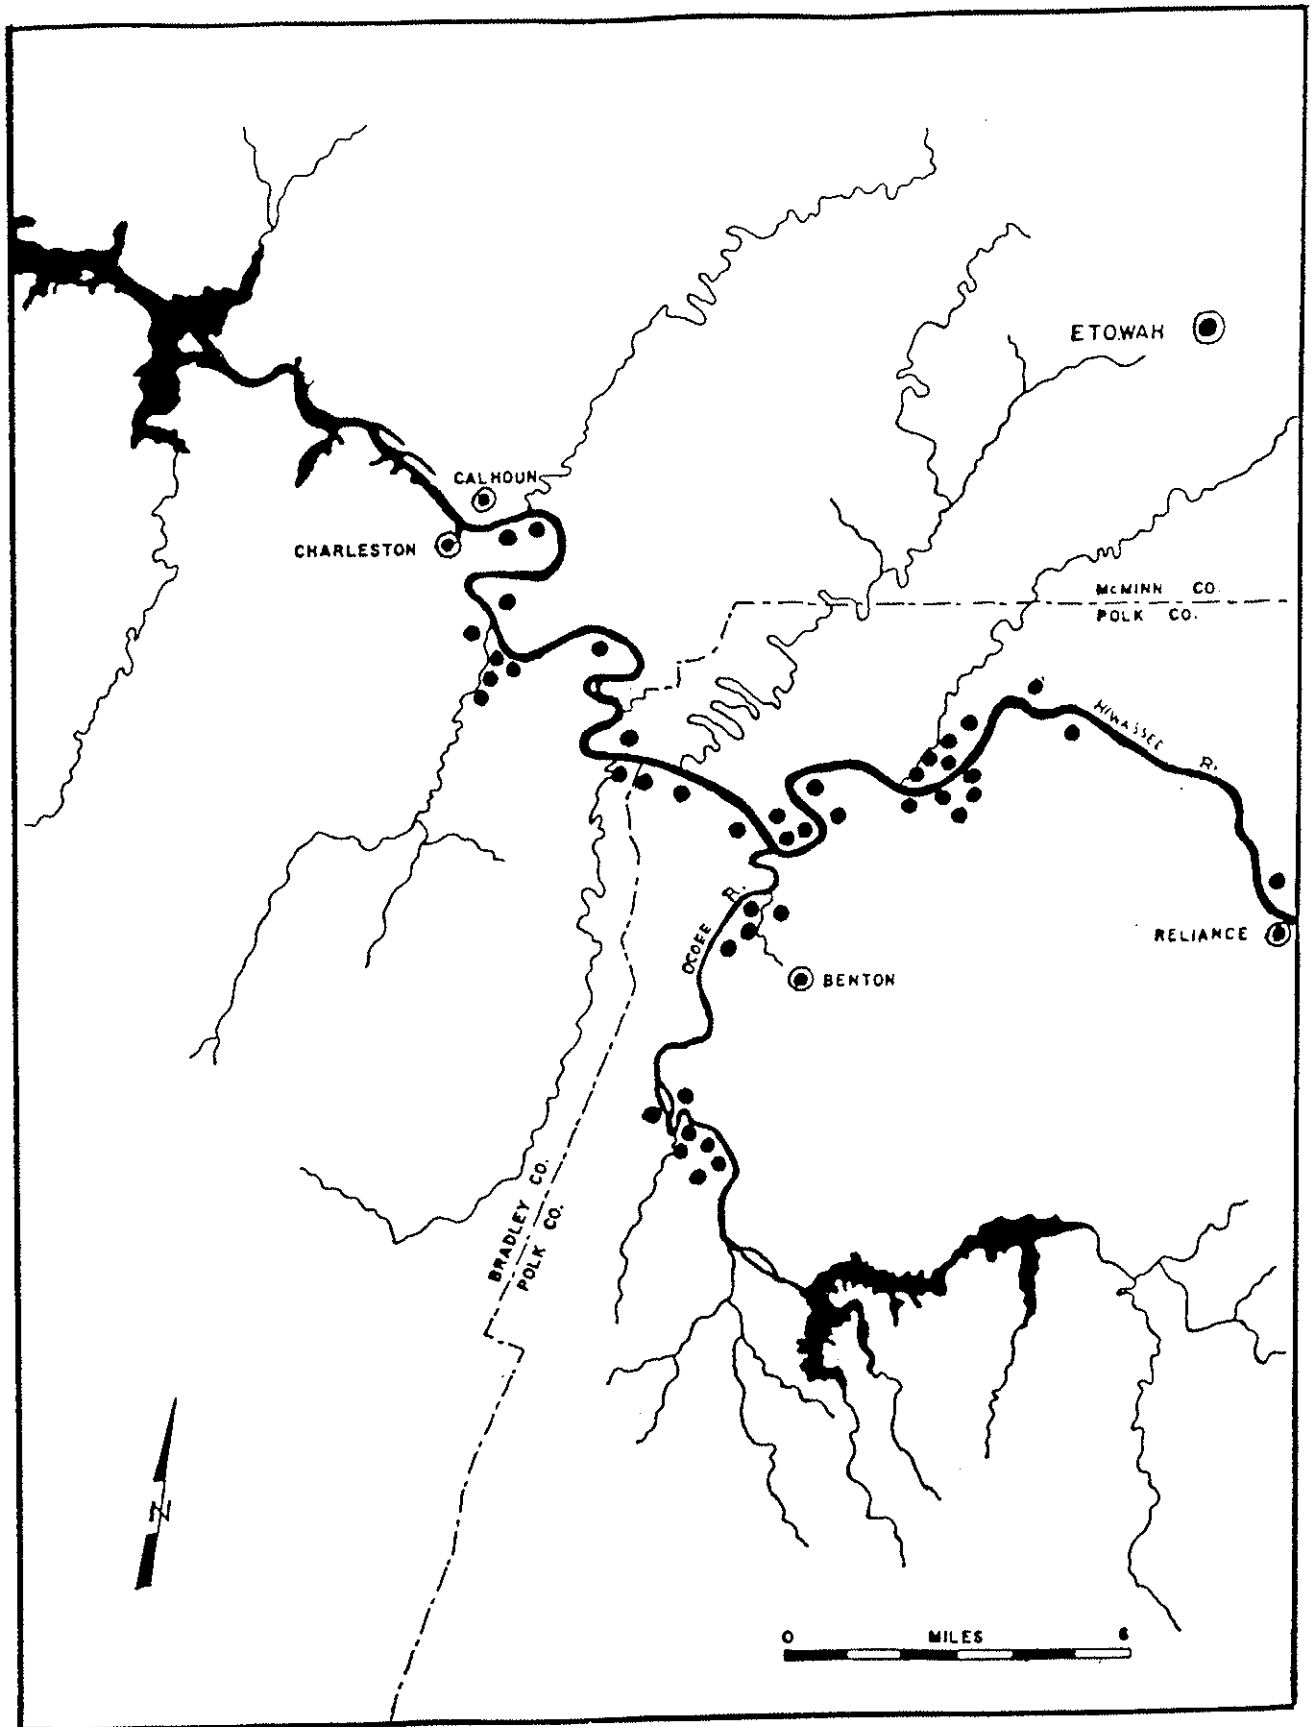 ETOWAH
CALHOUN
CHARLESTON
McMINN CO.
POLK CO.
HIWASSEE R.
RELIANCE
OCOEE R.
BENTON
BRADLEY CO.
POLK CO.
N
0 MILES 6